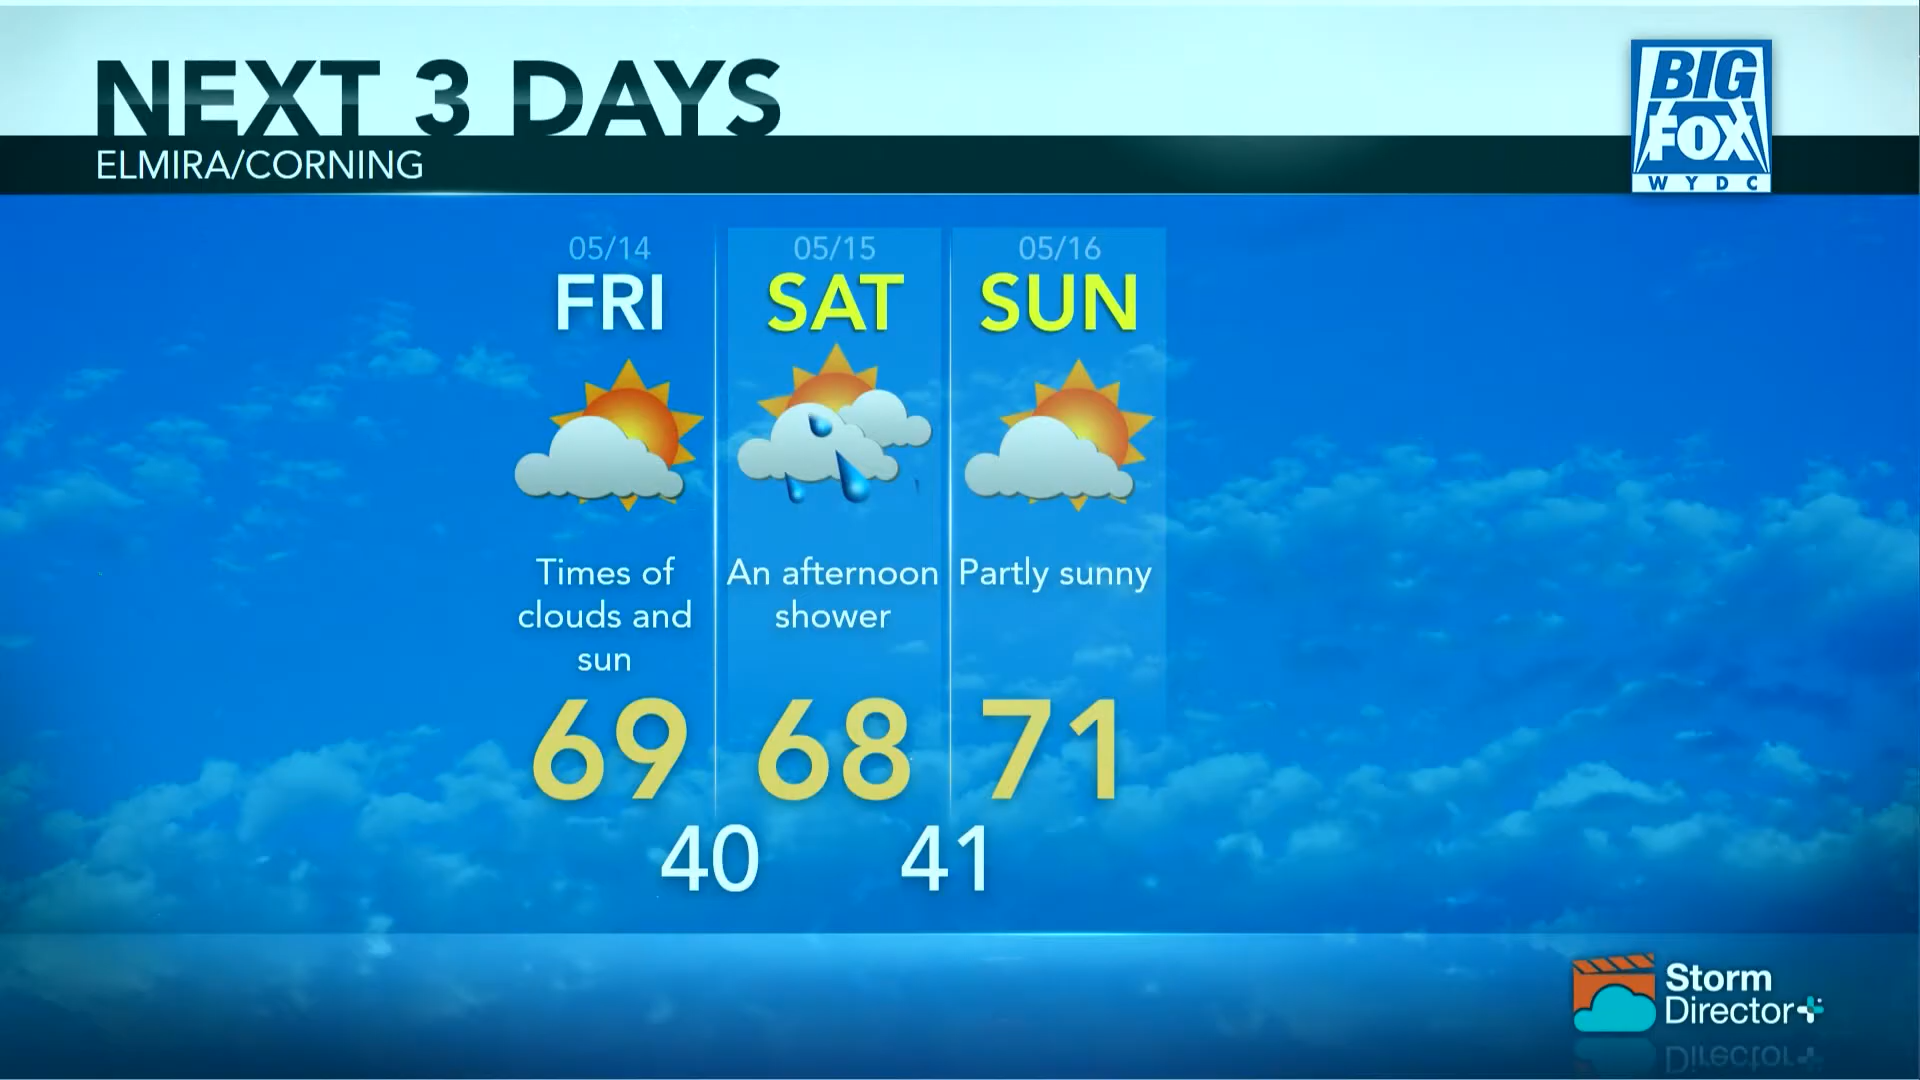 NEXT 3 DAYS
ELMIRA/CORNING
BIG
FOX
WYDC
05/14
FRI
Times of
clouds and
sun
69
05/15
SAT
An afternoon
shower
68
05/16
SUN
Partly sunny
71
40
41
Storm
Director+